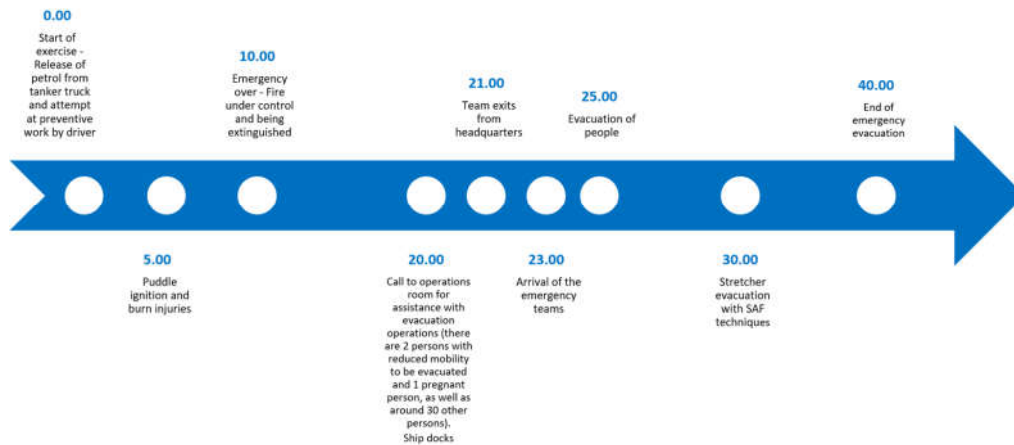 0.00
Start of
exercise -
Release of
petrol from
tanker truck
and attempt
at preventive
work by driver
5.00
Puddle
ignition and
burn injuries
10.00
Emergency
over - Fire
under control
and being
extinguished
20.00
Call to operations
room for
assistance with
evacuation
operations (there
are 2 persons with
reduced mobility
to be evacuated
and 1 pregnant
person, as well as
around 30 other
persons).
Ship docks
21.00
Team exits
from
headquarters
23.00
Arrival of the
emergency
teams
25.00
Evacuation of
people
30.00
Stretcher
evacuation
with SAF
techniques
40.00
End of
emergency
evacuation